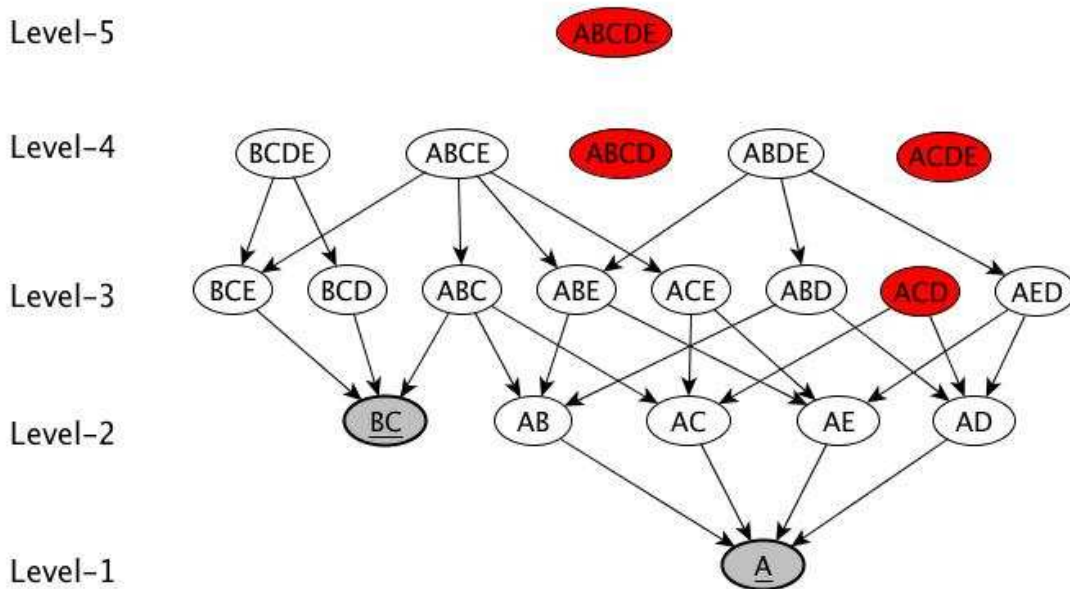 Level-5 ABCDE
Level-4 BCDE ABCE ABCD ABDE ACDE
Level-3 BCE BCD ABC ABE ACE ABD ACD AED
Level-2 BC AB AC AE AD
Level-1 A